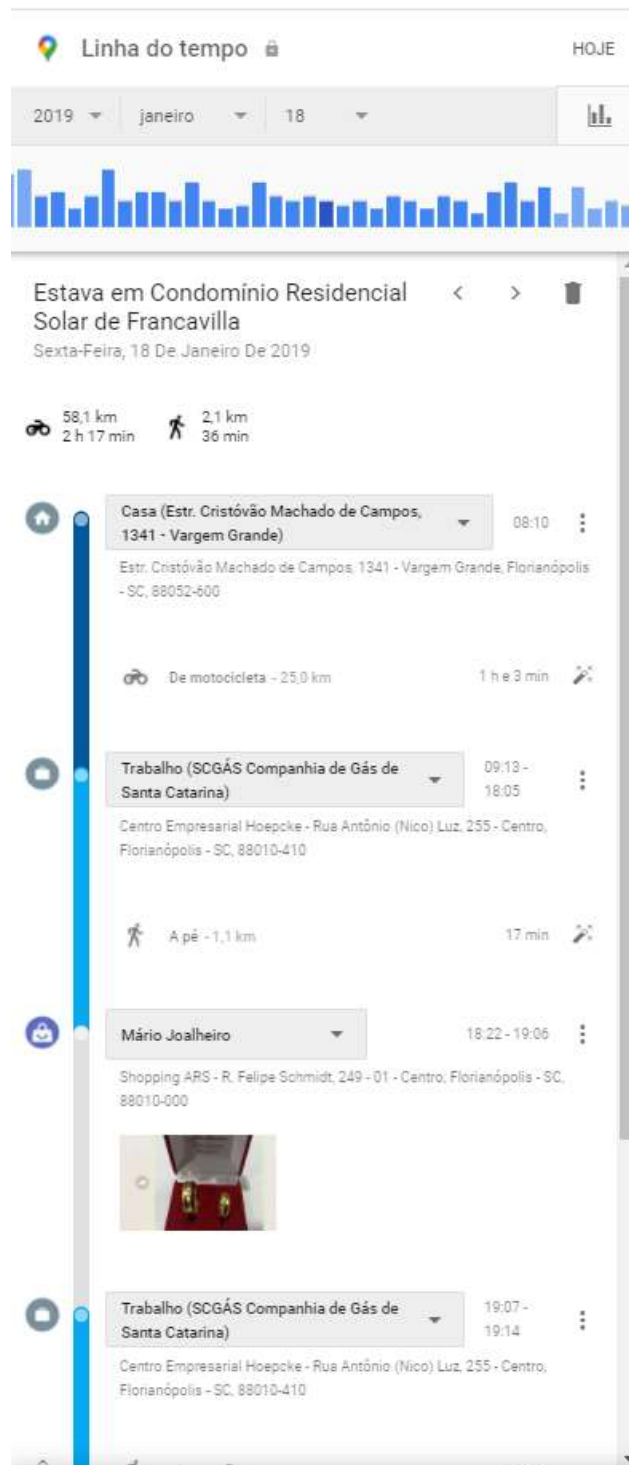 Linha do tempo
HOJE
2019
janeiro
18
Estava em Condomínio Residencial
Solar de Francavilla
Sexta-Feira, 18 De Janeiro De 2019
58,1 km
2 h 17 min
2,1 km
36 min
Casa (Estr. Cristóvão Machado de Campos,
1341 - Vargem Grande)
08:10
Estr. Cristóvão Machado de Campos, 1341 - Vargem Grande, Florianópolis
- SC, 88052-600
De motocicleta - 25,0 km
1 h e 3 min
Trabalho (SCGÁS Companhia de Gás de
Santa Catarina)
09:13 -
18:05
Centro Empresarial Hoepcke - Rua Antônio (Nico) Luz, 255 - Centro,
Florianópolis - SC, 88010-410
A pé - 1,1 km
17 min
Mário Joalheiro
18:22 - 19:06
Shopping ARS - R. Felipe Schmidt, 249 - 01 - Centro, Florianópolis - SC,
88010-000
Trabalho (SCGÁS Companhia de Gás de
Santa Catarina)
19:07 -
19:14
Centro Empresarial Hoepcke - Rua Antônio (Nico) Luz, 255 - Centro,
Florianópolis - SC, 88010-410